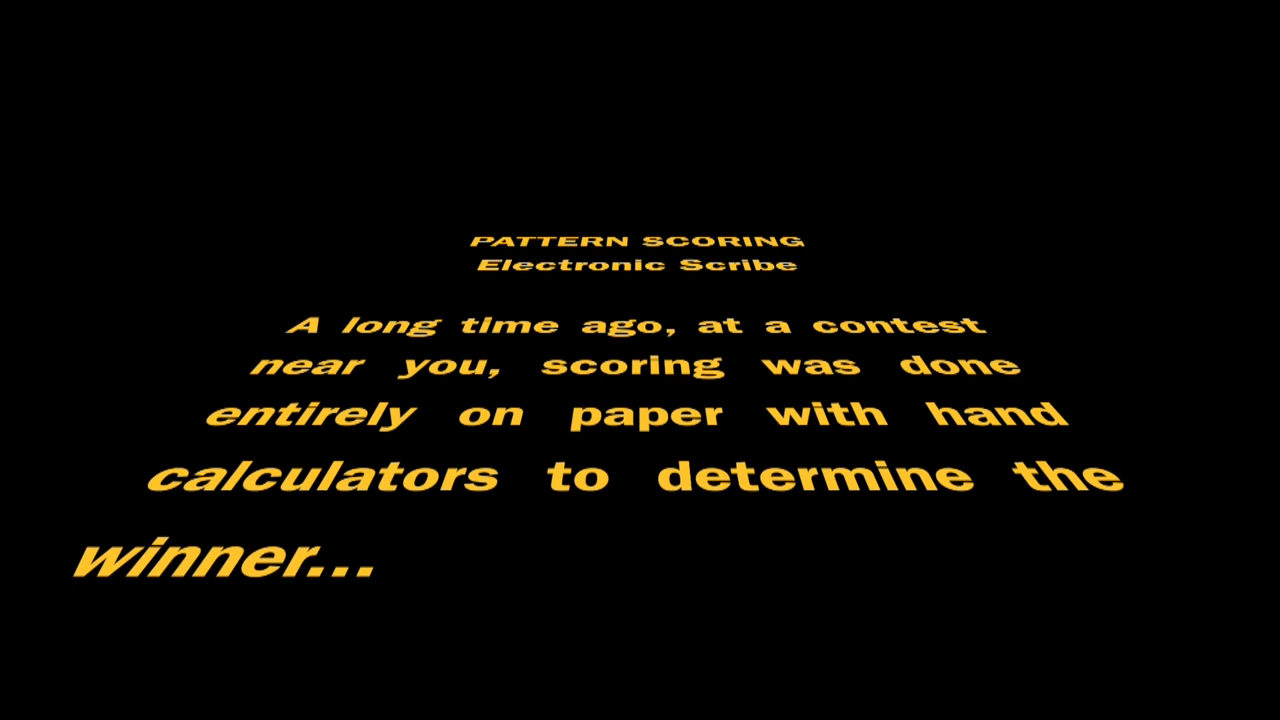 PATTERN SCORING
Electronic Scribe
A long time ago, at a contest
near you, scoring was done
entirely on paper with hand
calculators to determine the
winner...